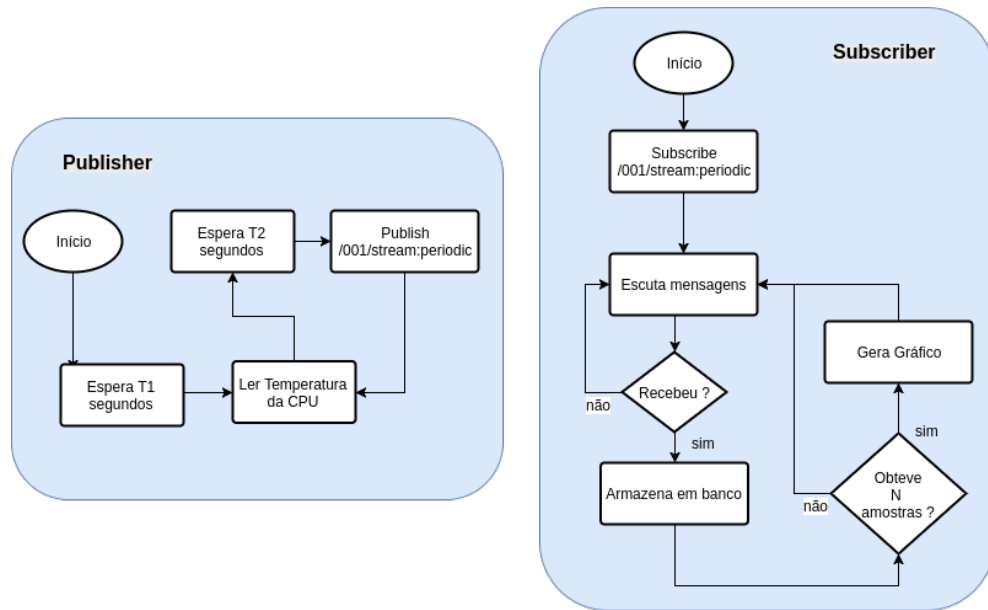 Publisher
Início
Espera T1
segundos
Ler Temperatura
da CPU
Espera T2
segundos
Publish
/001/stream:periodic
Subscriber
Início
Subscribe
/001/stream:periodic
Escuta mensagens
Recebeu ?
não
sim
Armazena em banco
Obteve
N
amostras ?
não
sim
Gera Gráfico